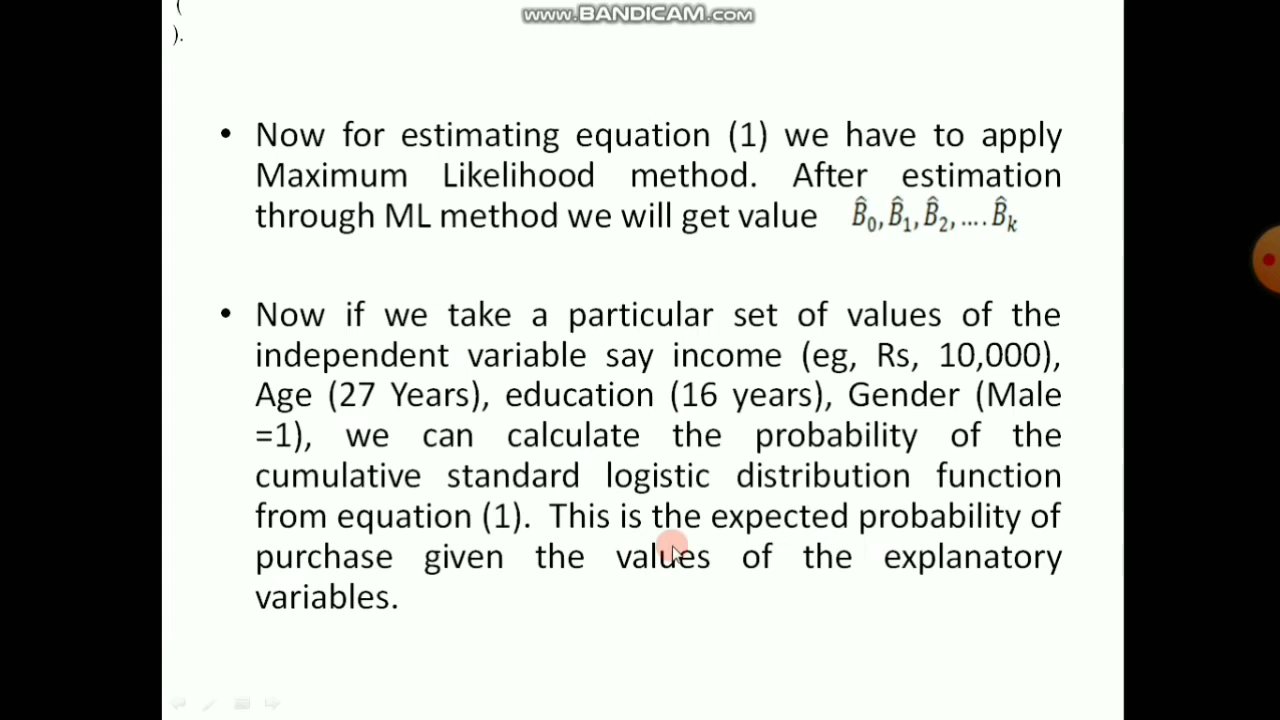 (
www.BANDICAM.com
).
• Now for estimating equation (1) we have to apply
Maximum Likelihood method. After estimation
through ML method we will get value B̂₀, B̂₁, B̂₂, .... B̂ₖ
• Now if we take a particular set of values of the
independent variable say income (eg, Rs, 10,000),
Age (27 Years), education (16 years), Gender (Male
=1), we can calculate the probability of the
cumulative standard logistic distribution function
from equation (1). This is the expected probability of
purchase given the values of the explanatory
variables.